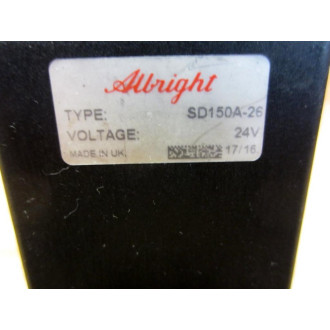 Albright
TYPE: SD150A-26
VOLTAGE: 24V
MADE IN UK. 17/16